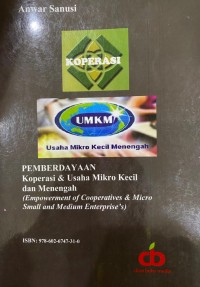 Anwar Sanusi
KOPERASI
UMKM
Usaha Mikro Kecil Menengah
PEMBERDAYAAN
Koperasi & Usaha Mikro Kecil
dan Menengah
(Empowerment of Cooperatives & Micro
Small and Medium Enterprise's)
ISBN: 978-602-6747-31-0